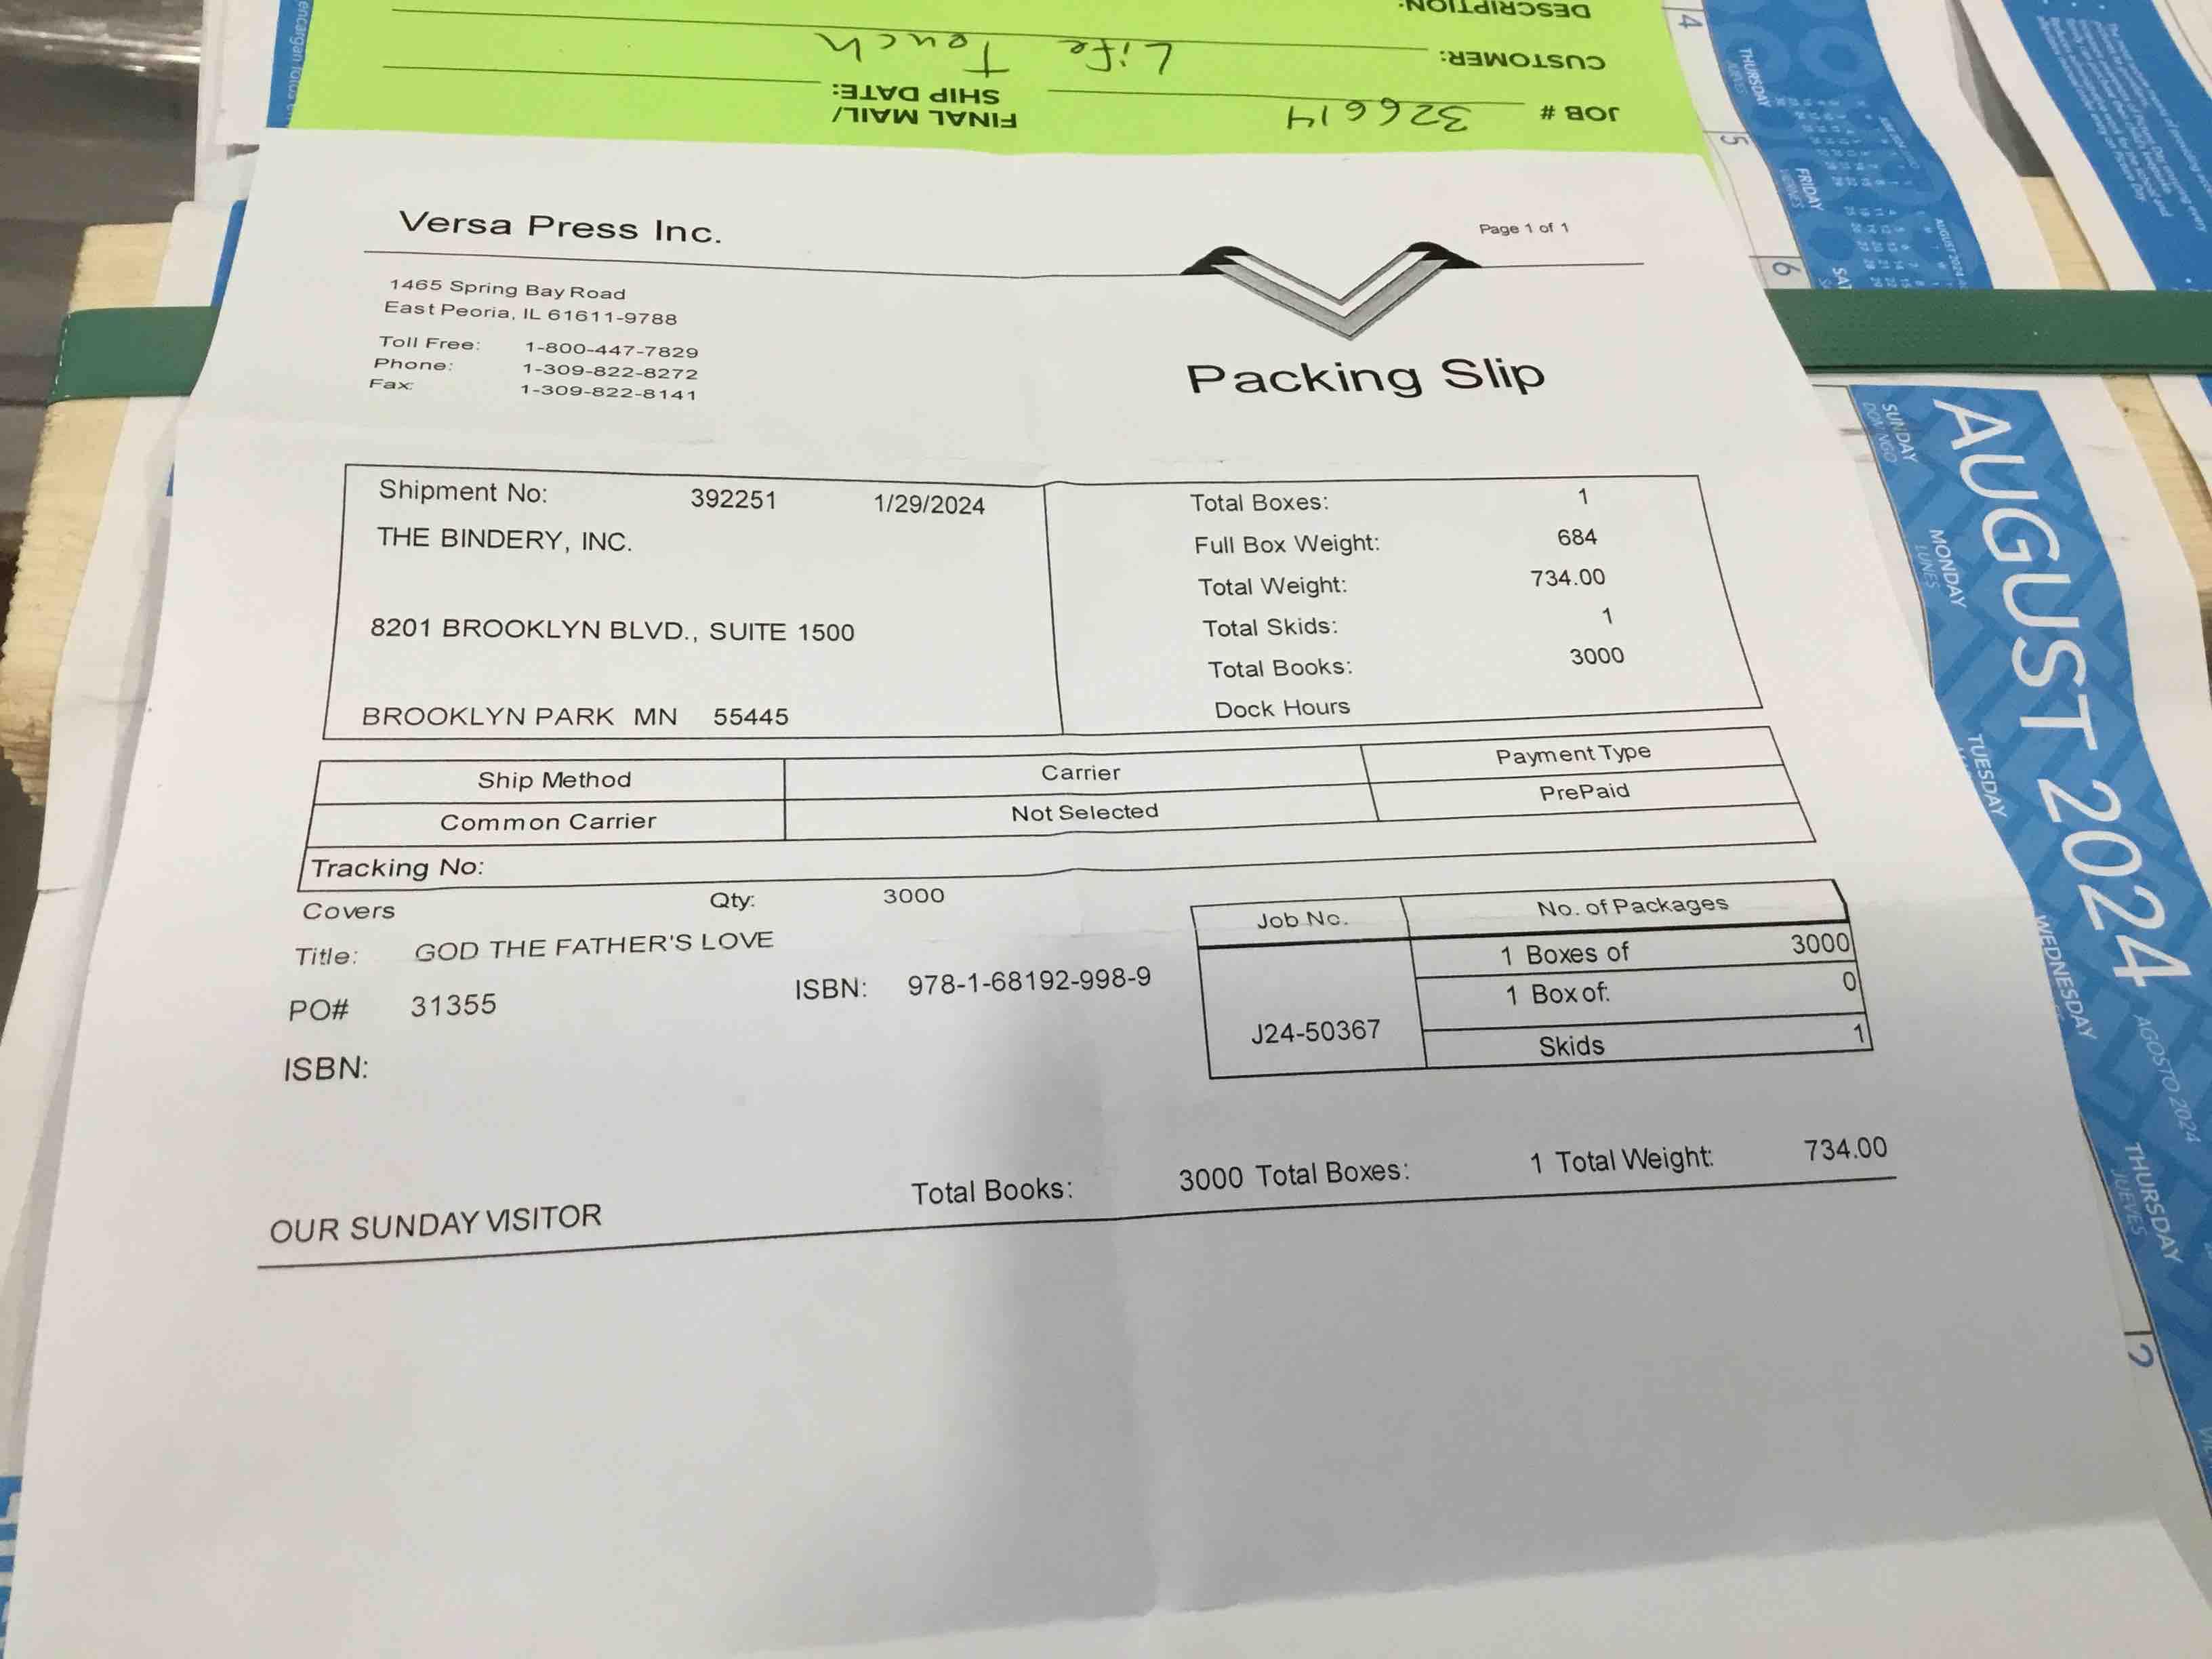 DESCRIPTION:
CUSTOMER: Life Touch
JOB # 326614
FINAL MAIL/
SHIP DATE:
Versa Press Inc.
Page 1 of 1
1465 Spring Bay Road
East Peoria, IL 61611-9788
Toll Free: 1-800-447-7829
Phone: 1-309-822-8272
Fax: 1-309-822-8141
Packing Slip
Shipment No: 392251 1/29/2024
THE BINDERY, INC.
8201 BROOKLYN BLVD., SUITE 1500
BROOKLYN PARK MN 55445
Total Boxes: 1
Full Box Weight: 684
Total Weight: 734.00
Total Skids: 1
Total Books: 3000
Dock Hours
Ship Method Carrier Payment Type
Common Carrier Not Selected PrePaid
Tracking No:
Covers Qty: 3000
Title: GOD THE FATHER'S LOVE
PO# 31355 ISBN: 978-1-68192-998-9
ISBN:
Job No. No. of Packages
J24-50367
1 Boxes of 3000
1 Box of: 0
Skids 1
OUR SUNDAY VISITOR Total Books: 3000 Total Boxes: 1 Total Weight: 734.00
4
THURSDAY
JUEVES
5
FRIDAY
VIERNES
6
AUGUST 2024
AGOSTO 2024
SUNDAY
DOMINGO
MONDAY
LUNES
TUESDAY
WEDNESDAY
THURSDAY
JUEVES